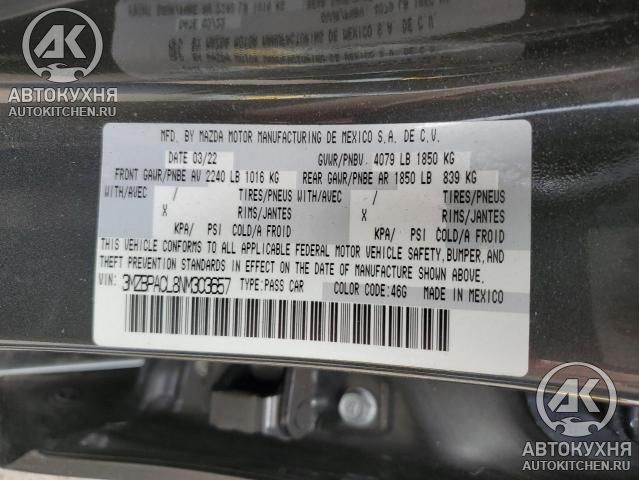 AK
АВТОКУХНЯ
AUTOKITCHEN.RU
MFD. BY MAZDA MOTOR MANUFACTURING DE MEXICO S.A. DE C.V.
DATE 03/22 GVWR/PNBV. 4079 LB 1850 KG
FRONT GAWR/PNBE AV 2240 LB 1016 KG REAR GAWR/PNBE AR 1850 LB 839 KG
WITH/AVEC / TIRES/PNEUS WITH/AVEC / TIRES/PNEUS
X RIMS/JANTES X RIMS/JANTES
KPA/ PSI COLD/A FROID KPA/ PSI COLD/A FROID
THIS VEHICLE CONFORMS TO ALL APPLICABLE FEDERAL MOTOR VEHICLE SAFETY, BUMPER, AND
THEFT PREVENTION STANDARDS IN EFFECT ON THE DATE OF MANUFACTURE SHOWN ABOVE.
VIN: 3MZBPACL8NM303657 TYPE:PASS CAR COLOR CODE:46G MADE IN MEXICO
AK
АВТОКУХНЯ
AUTOKITCHEN.RU